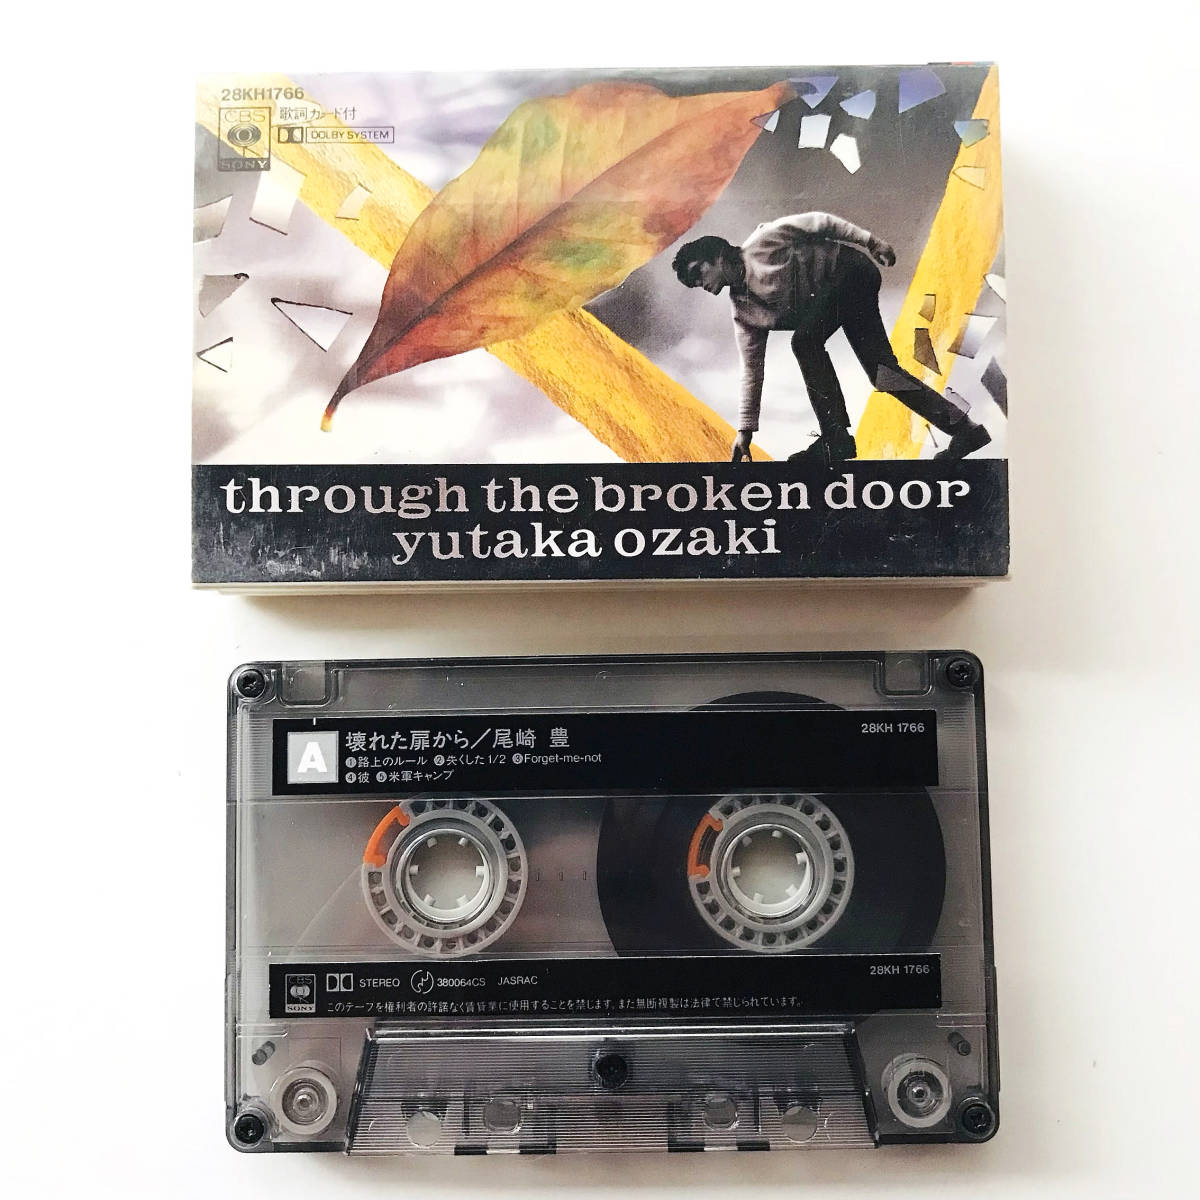 28KH1766
CBS
SONY
歌詞カード付
DOLBY SYSTEM
through the broken door
yutaka ozaki
A
壊れた扉から/尾崎 豊
28KH 1766
❶路上のルール ❷失くした1/2 ❸Forget-me-not
❹彼 ❺米軍キャンプ
CBS
SONY
STEREO 380064CS JASRAC
28KH 1766
このテープを権利者の許諾なく賃貸業に使用することを禁じます。また無断複製は法律で禁じられています。